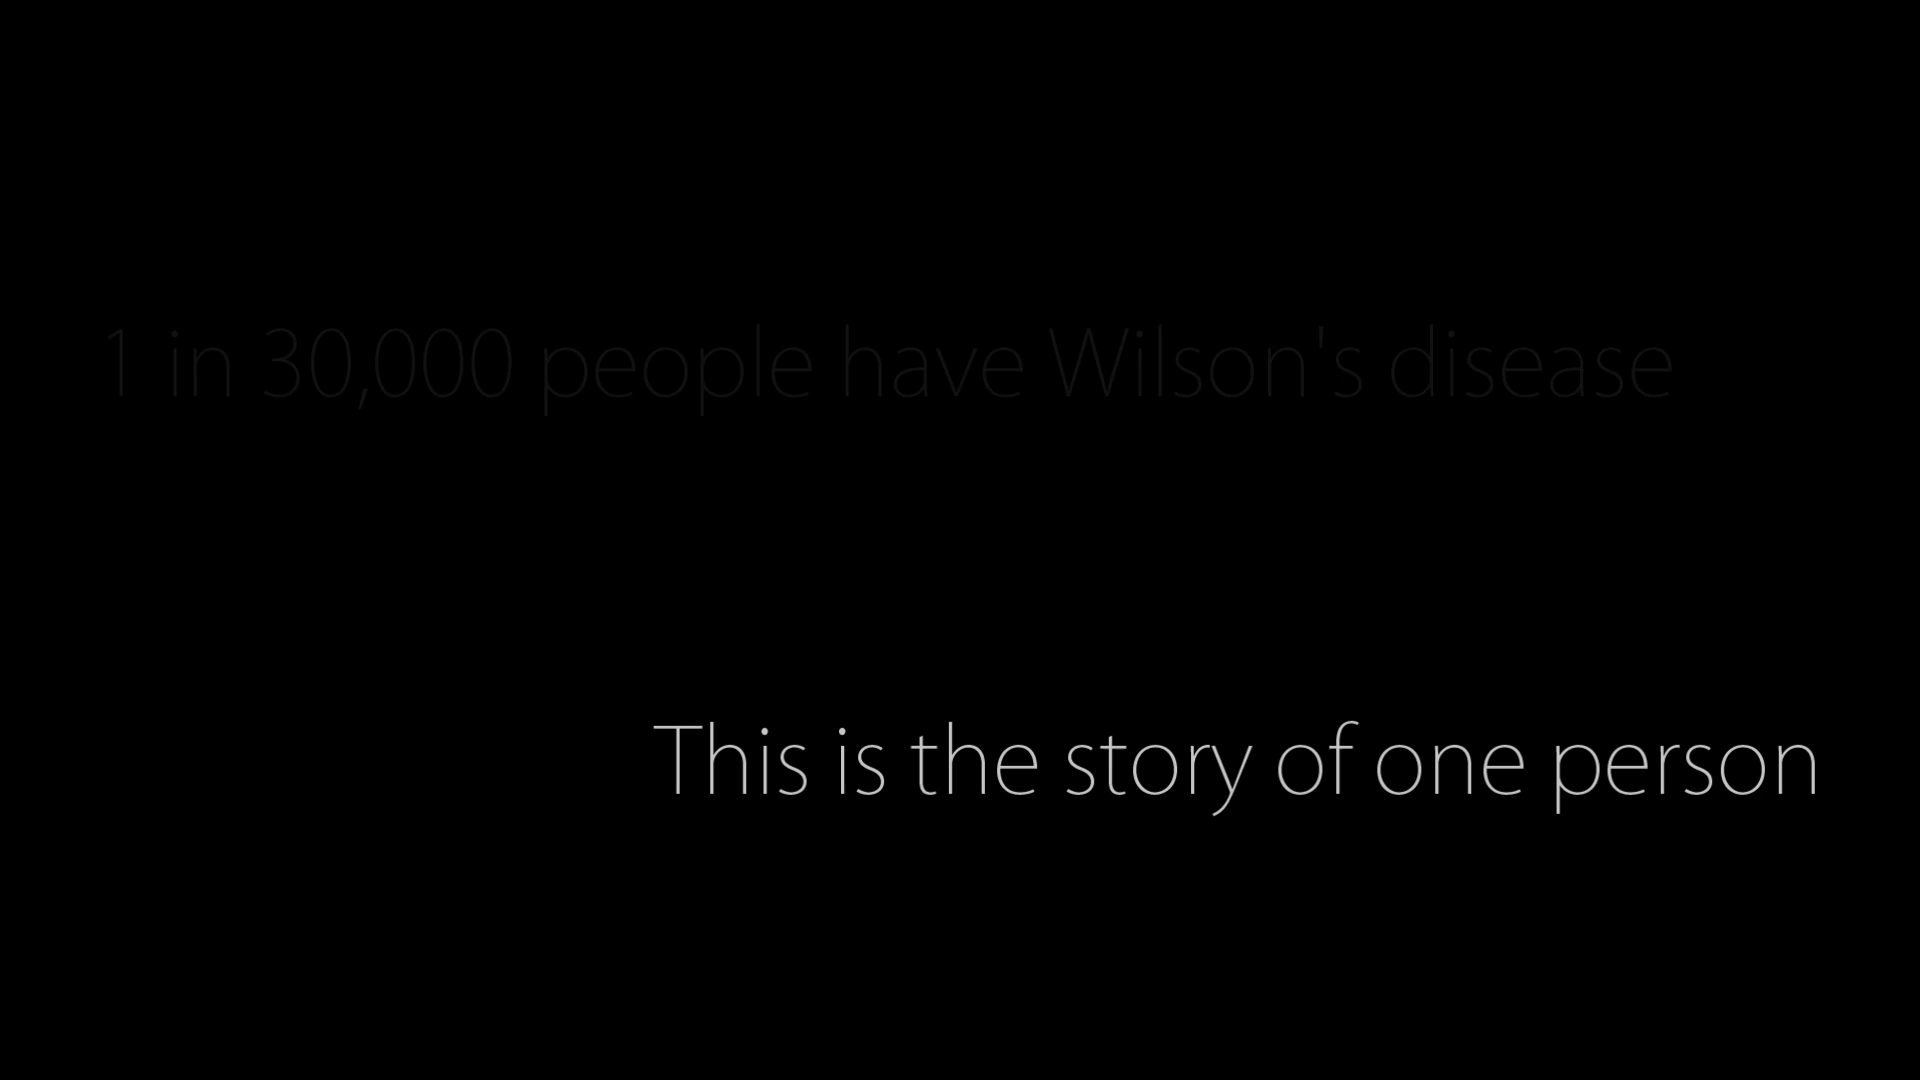 1 in 30,000 people have Wilson's disease
This is the story of one person